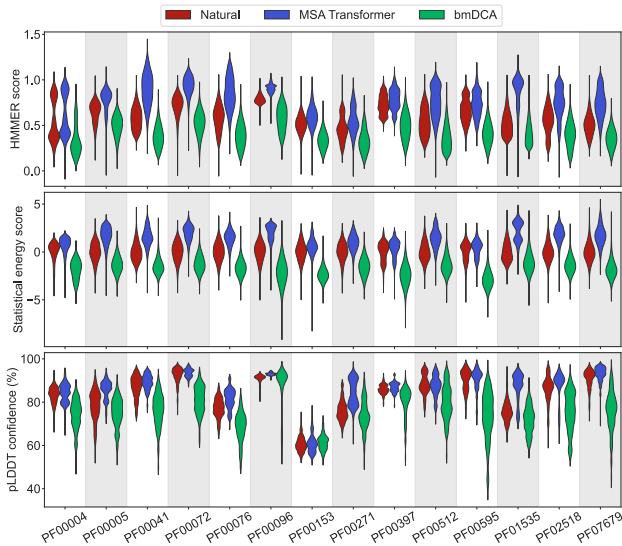 Natural MSA Transformer bmDCA
HMMER score
1.5
1.0
0.5
0.0
Statistical energy score
5
0
−5
pLDDT confidence (%)
100
80
60
40
PF00004 PF00005 PF00041 PF00072 PF00076 PF00096 PF00153 PF00271 PF00397 PF00512 PF00595 PF01535 PF02518 PF07679